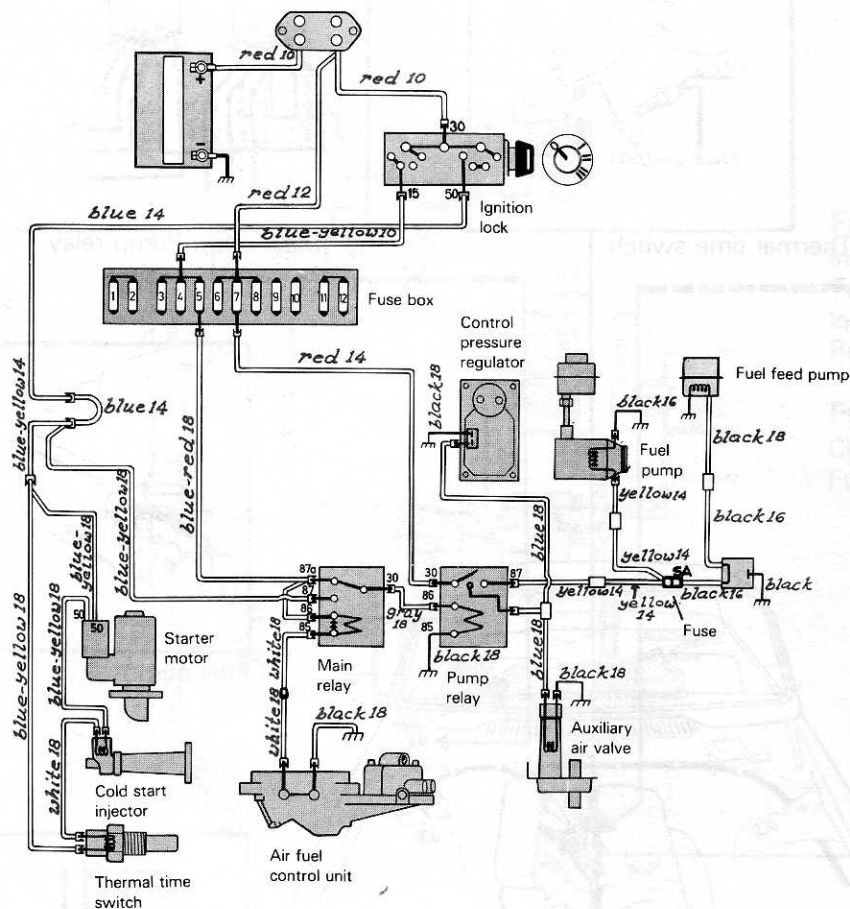 red 10
+
red 10
30
−
red 12
15
50
Ignition
lock
I
II
III
blue 14
blue-yellow 10
1
2
3
4
5
6
7
8
9
10
11
12
Fuse box
Control
pressure
regulator
red 14
black 18
Fuel feed pump
black 16
Fuel
pump
black 18
blue-yellow 14
blue 14
blue-red 18
yellow 14
blue-yellow 18
blue-yellow 18
blue 18
black 16
yellow 14
87a
87
86
85
30
gray 18
30
86
85
87
yellow 14
yellow 14
SA
black 16
black
Fuse
50
50
Starter
motor
blue-yellow 18
blue-yellow 18
white 18
Main
relay
black 18
Pump
relay
blue 18
black 18
Auxiliary
air valve
white 18
black 18
white 18
Cold start
injector
Air fuel
control unit
Thermal time
switch